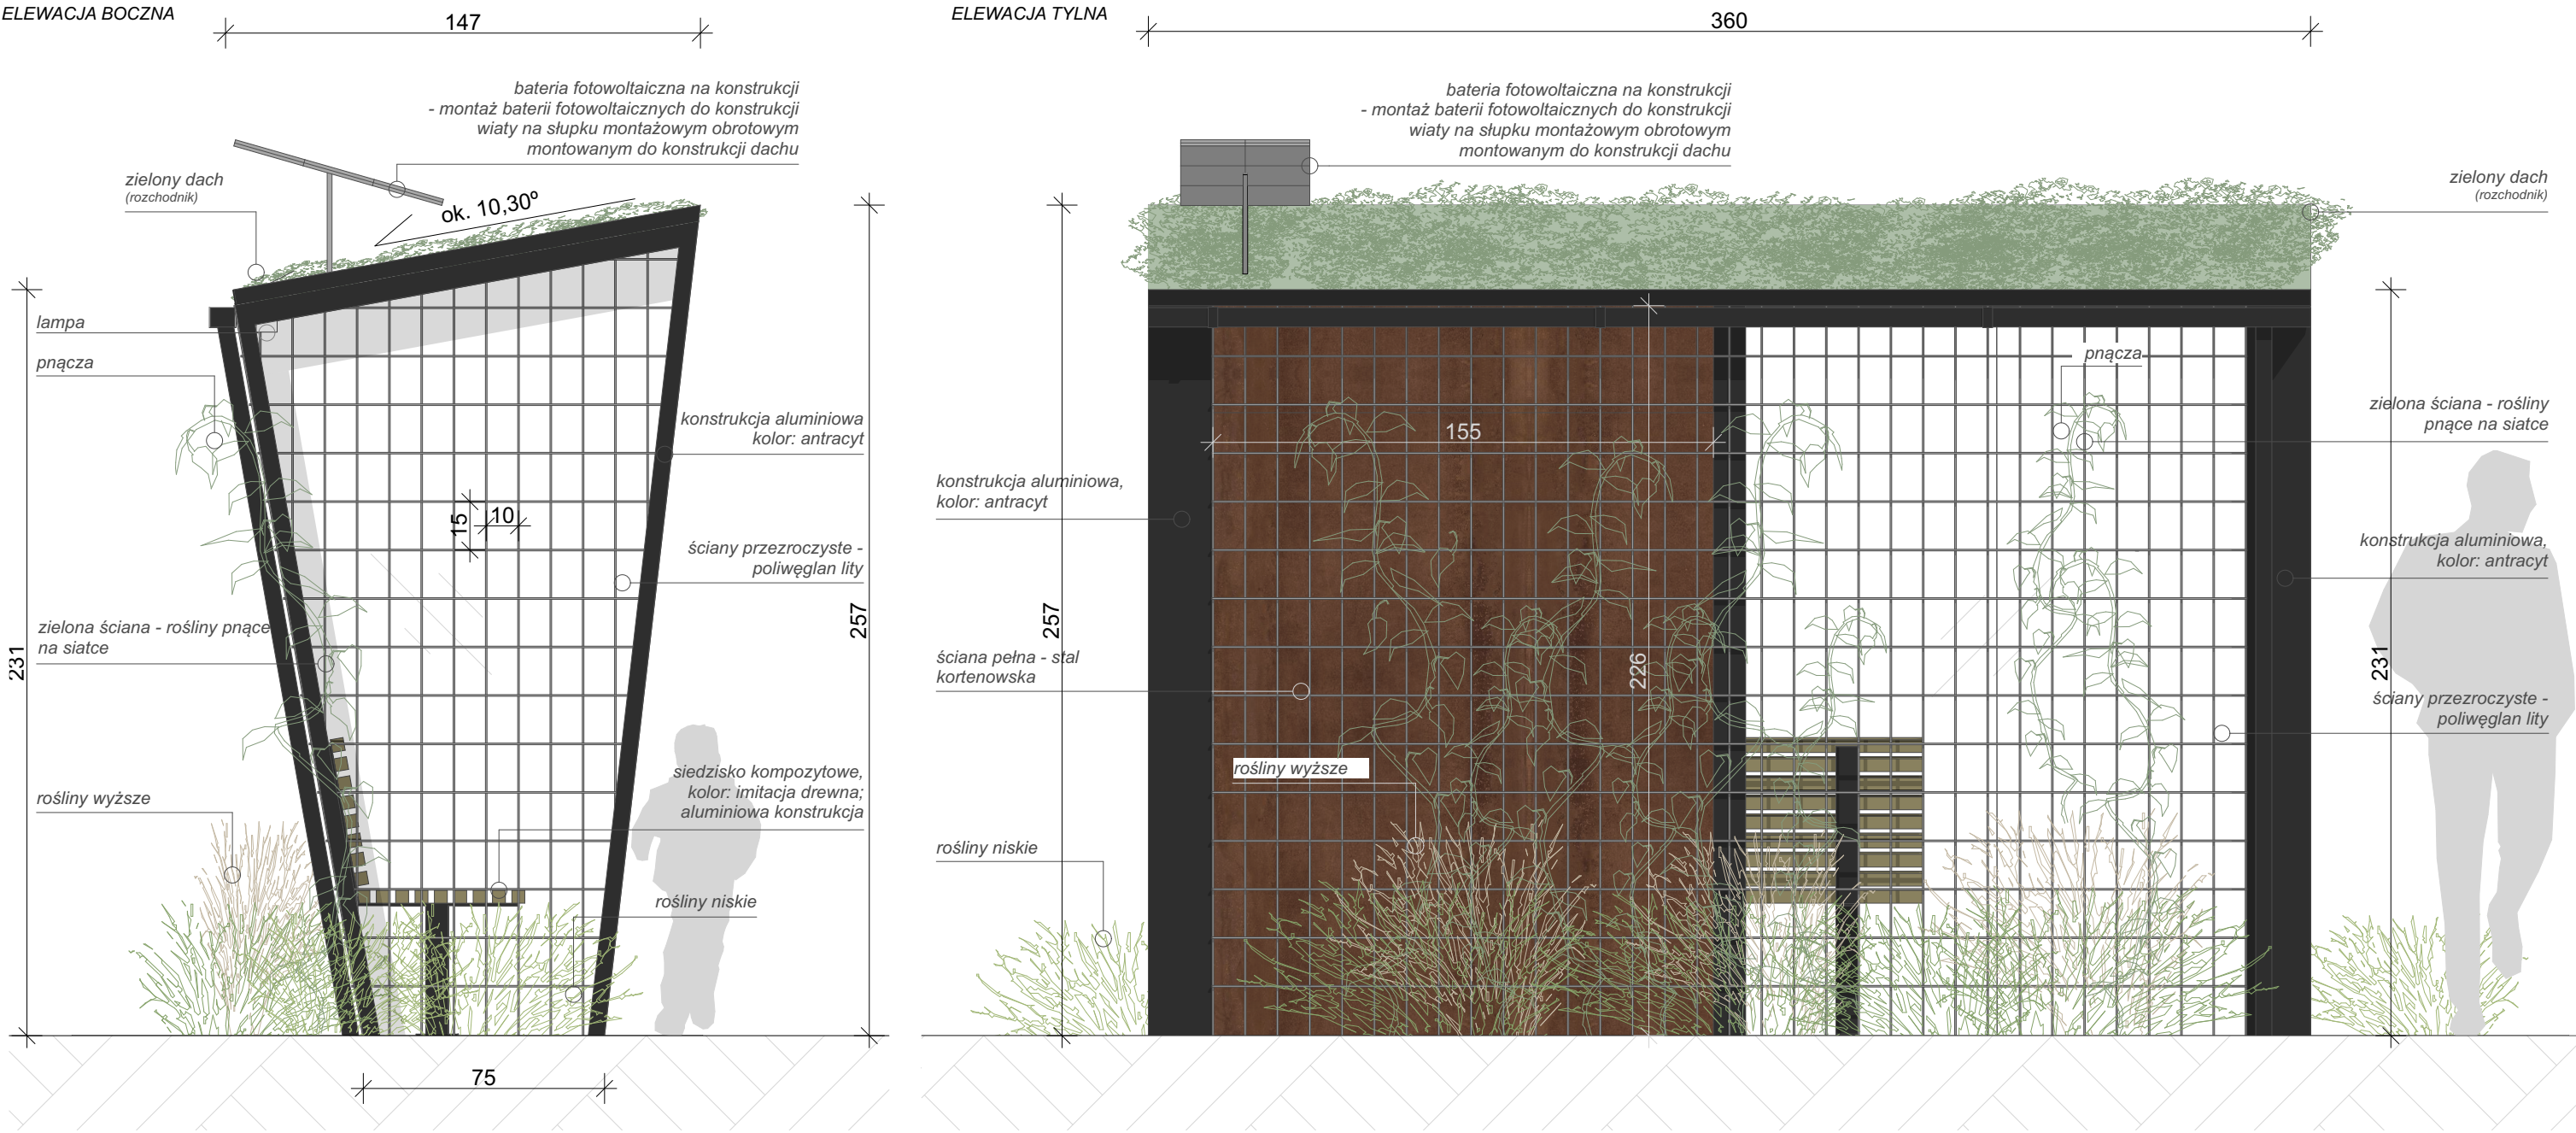 ELEWACJA BOCZNA
147
bateria fotowoltaiczna na konstrukcji
- montaż baterii fotowoltaicznych do konstrukcji
wiaty na słupku montażowym obrotowym
montowanym do konstrukcji dachu
zielony dach
(rozchodnik)
ok. 10,30º
lampa
pnącza
konstrukcja aluminiowa
kolor: antracyt
15
10
ściany przezroczyste -
poliwęglan lity
257
zielona ściana - rośliny pnące
na siatce
231
siedzisko kompozytowe,
kolor: imitacja drewna;
aluminiowa konstrukcja
rośliny wyższe
rośliny niskie
75
ELEWACJA TYLNA
360
bateria fotowoltaiczna na konstrukcji
- montaż baterii fotowoltaicznych do konstrukcji
wiaty na słupku montażowym obrotowym
montowanym do konstrukcji dachu
zielony dach
(rozchodnik)
pnącza
zielona ściana - rośliny
pnące na siatce
155
konstrukcja aluminiowa,
kolor: antracyt
konstrukcja aluminiowa,
kolor: antracyt
257
ściana pełna - stal
kortenowska
226
231
ściany przezroczyste -
poliwęglan lity
rośliny wyższe
rośliny niskie